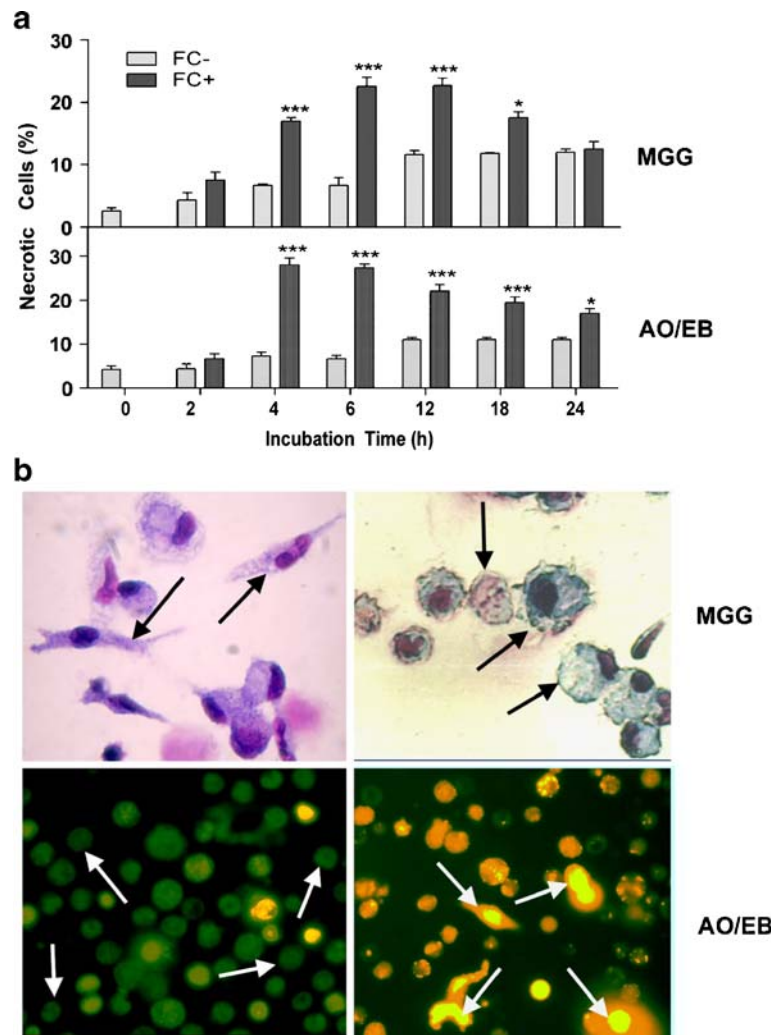 a
FC-
FC+
Necrotic Cells (%)
30
20
10
0
*** *** *** *
MGG
30
20
10
0
*** *** *** *** *
AO/EB
0 2 4 6 12 18 24
Incubation Time (h)
b
MGG
AO/EB